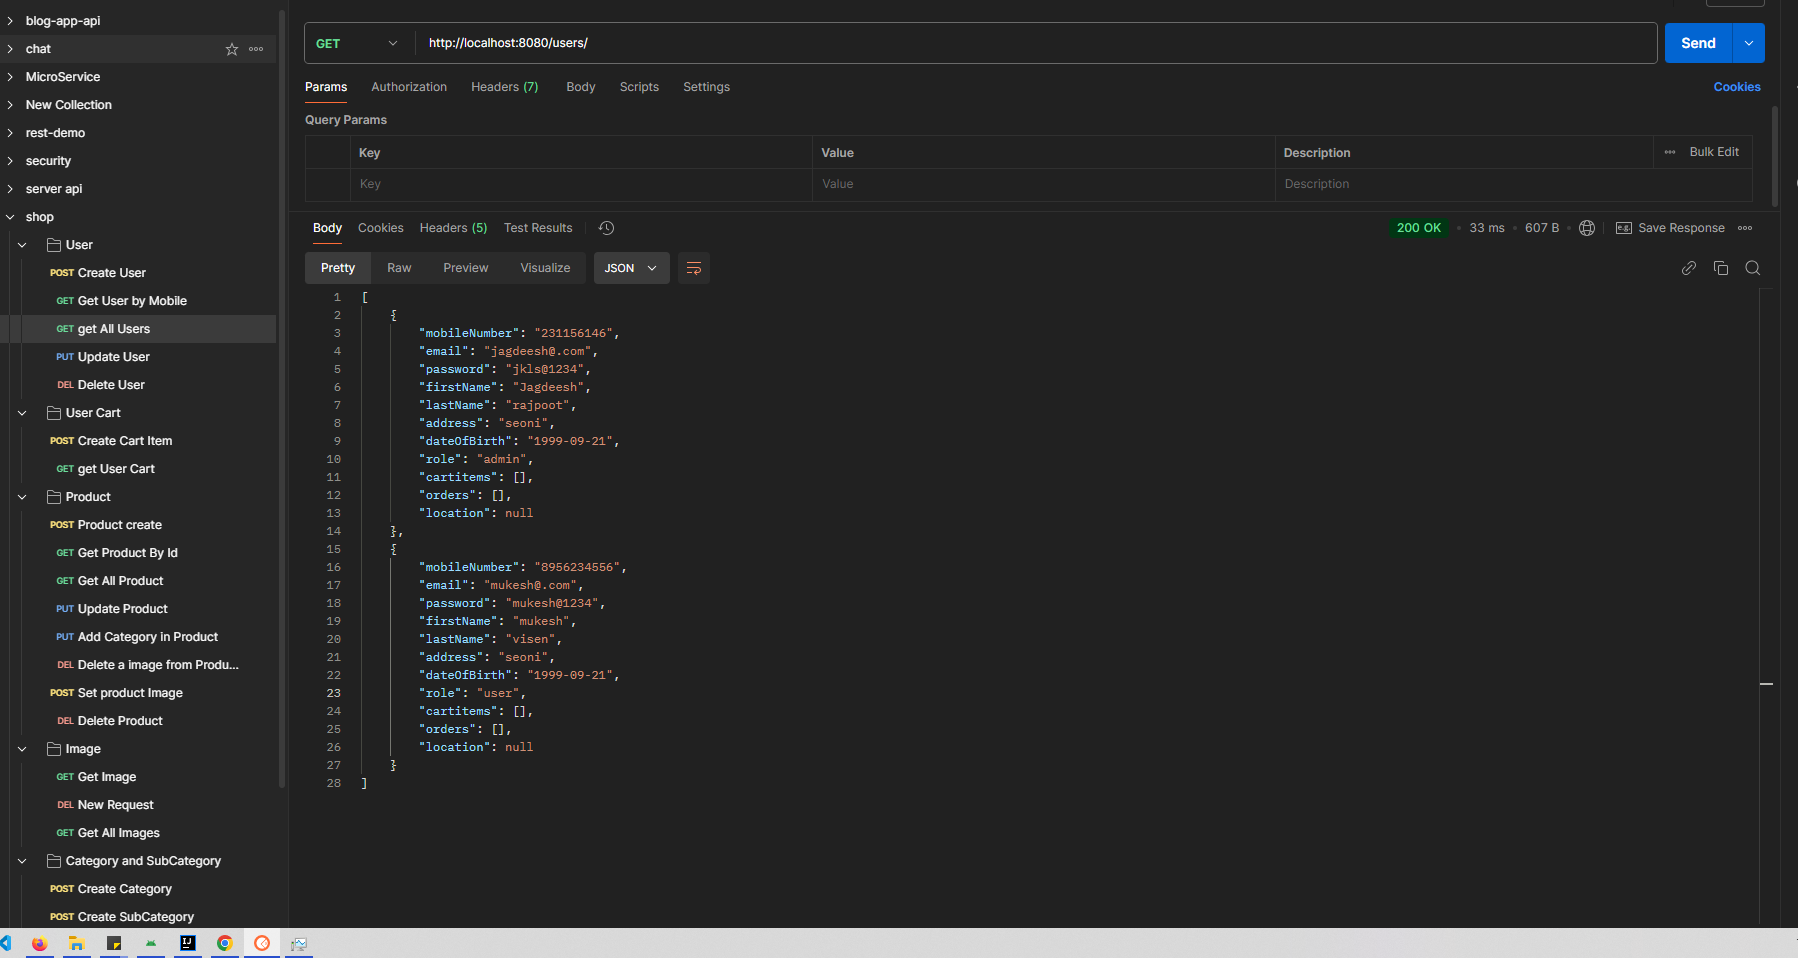 blog-app-api
chat
MicroService
New Collection
rest-demo
security
server api
shop
User
POST Create User
GET Get User by Mobile
GET get All Users
PUT Update User
DEL Delete User
User Cart
POST Create Cart Item
GET get User Cart
Product
POST Product create
GET Get Product By Id
GET Get All Product
PUT Update Product
PUT Add Category in Product
DEL Delete a image from Produ...
POST Set product Image
DEL Delete Product
Image
GET Get Image
DEL New Request
GET Get All Images
Category and SubCategory
POST Create Category
POST Create SubCategory
GET http://localhost:8080/users/ Send
Params Authorization Headers (7) Body Scripts Settings Cookies
Query Params
Key Value Description Bulk Edit
Key Value Description
Body Cookies Headers (5) Test Results 200 OK 33 ms 607 B e.g. Save Response
Pretty Raw Preview Visualize JSON
1 [
2 {
3 "mobileNumber": "231156146",
4 "email": "jagdeesh@.com",
5 "password": "jkls@1234",
6 "firstName": "Jagdeesh",
7 "lastName": "rajpoot",
8 "address": "seoni",
9 "dateOfBirth": "1999-09-21",
10 "role": "admin",
11 "cartitems": [],
12 "orders": [],
13 "location": null
14 },
15 {
16 "mobileNumber": "8956234556",
17 "email": "mukesh@.com",
18 "password": "mukesh@1234",
19 "firstName": "mukesh",
20 "lastName": "visen",
21 "address": "seoni",
22 "dateOfBirth": "1999-09-21",
23 "role": "user",
24 "cartitems": [],
25 "orders": [],
26 "location": null
27 }
28 ]
IJ